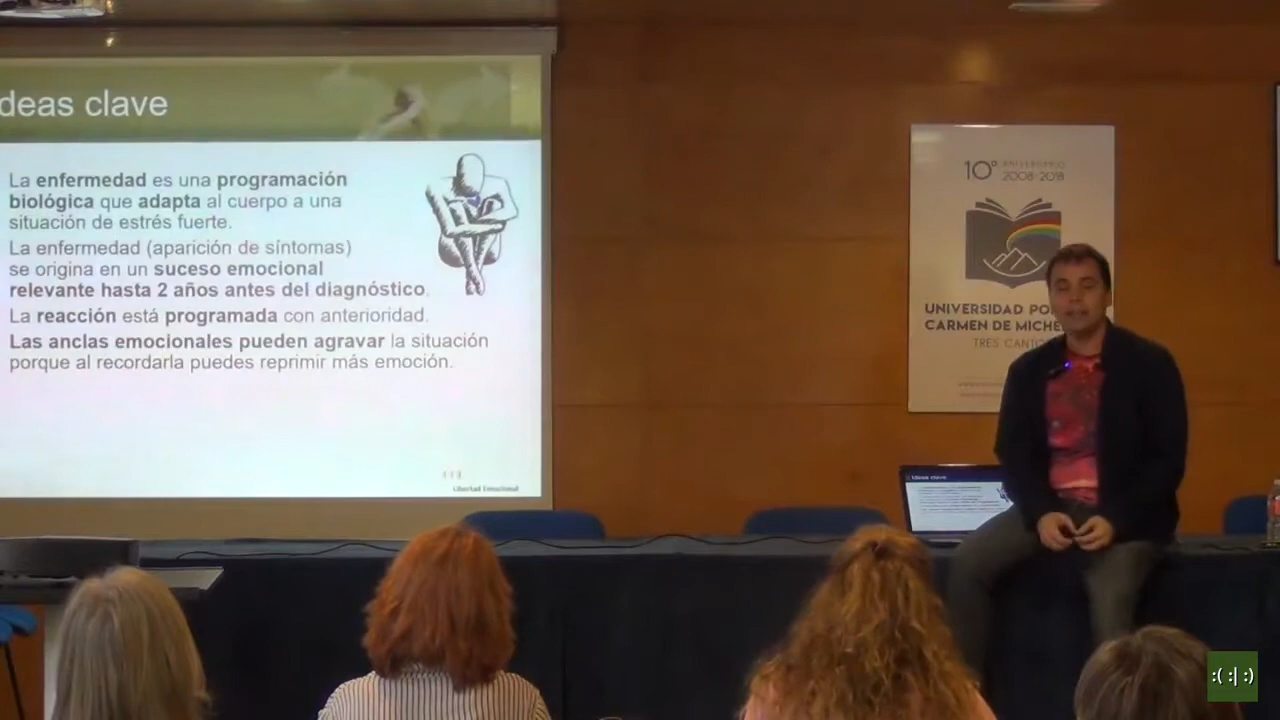 deas clave
La enfermedad es una programación
biológica que adapta al cuerpo a una
situación de estrés fuerte.
La enfermedad (aparición de síntomas)
se origina en un suceso emocional
relevante hasta 2 años antes del diagnóstico.
La reacción está programada con anterioridad.
Las anclas emocionales pueden agravar la situación
porque al recordarla puedes reprimir más emoción.
Libertad Emocional
10º ANIVERSARIO
2008-2018
UNIVERSIDAD PO
CARMEN DE MICHE
TRES CANTO
Ideas clave
:( :| :)